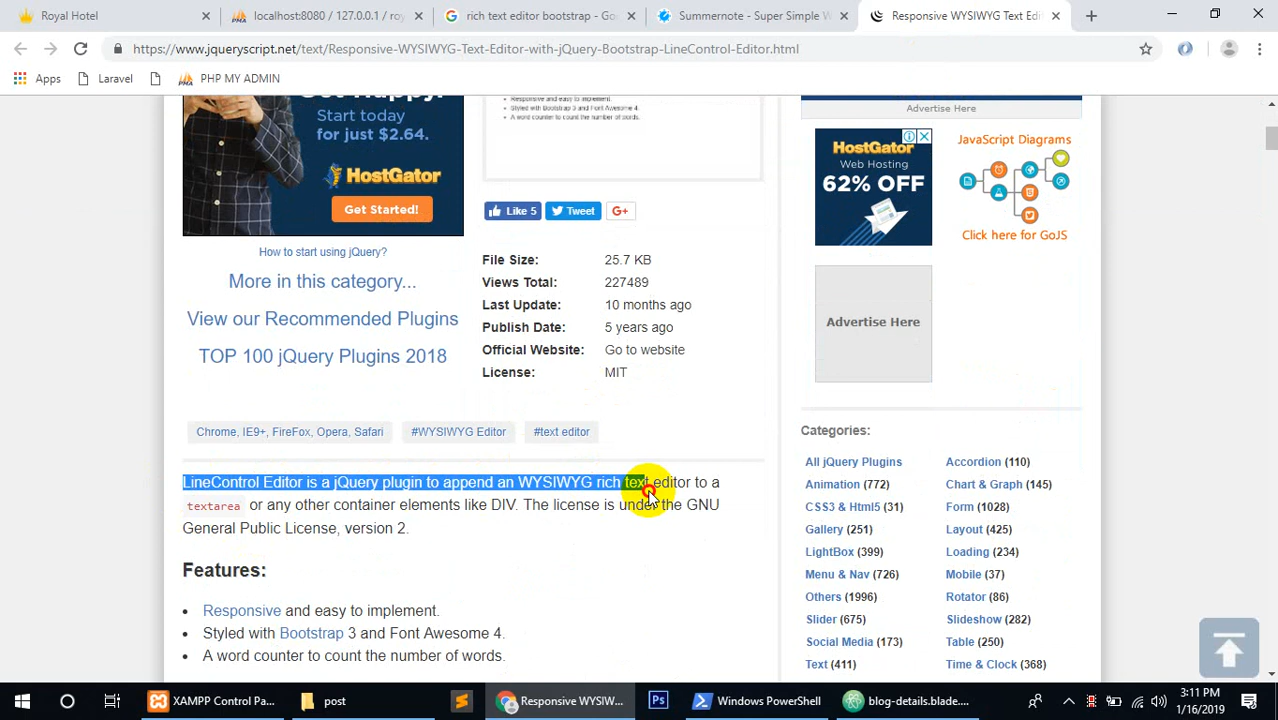 Royal Hotel
localhost:8080 / 127.0.0.1 / roy
rich text editor bootstrap - Goo
Summernote - Super Simple W
Responsive WYSIWYG Text Edi
https://www.jqueryscript.net/text/Responsive-WYSIWYG-Text-Editor-with-jQuery-Bootstrap-LineControl-Editor.html
Apps
Laravel
PHP MY ADMIN
Start today
for just $2.64.
HostGator
Get Started!
How to start using jQuery?
More in this category...
View our Recommended Plugins
TOP 100 jQuery Plugins 2018
Responsive and easy to implement.
Styled with Bootstrap 3 and Font Awesome 4.
A word counter to count the number of words.
Like 5
Tweet
G+
File Size: 25.7 KB
Views Total: 227489
Last Update: 10 months ago
Publish Date: 5 years ago
Official Website: Go to website
License: MIT
Chrome, IE9+, FireFox, Opera, Safari
#WYSIWYG Editor
#text editor
LineControl Editor is a jQuery plugin to append an WYSIWYG rich text editor to a
textarea or any other container elements like DIV. The license is under the GNU
General Public License, version 2.
Features:
Responsive and easy to implement.
Styled with Bootstrap 3 and Font Awesome 4.
A word counter to count the number of words.
Advertise Here
HostGator
Web Hosting
62% OFF
JavaScript Diagrams
Click here for GoJS
Advertise Here
Categories:
All jQuery Plugins
Accordion (110)
Animation (772)
Chart & Graph (145)
CSS3 & Html5 (31)
Form (1028)
Gallery (251)
Layout (425)
LightBox (399)
Loading (234)
Menu & Nav (726)
Mobile (37)
Others (1996)
Rotator (86)
Slider (675)
Slideshow (282)
Social Media (173)
Table (250)
Text (411)
Time & Clock (368)
XAMPP Control Pa...
post
Responsive WYSIW...
Windows PowerShell
blog-details.blade....
3:11 PM
1/16/2019